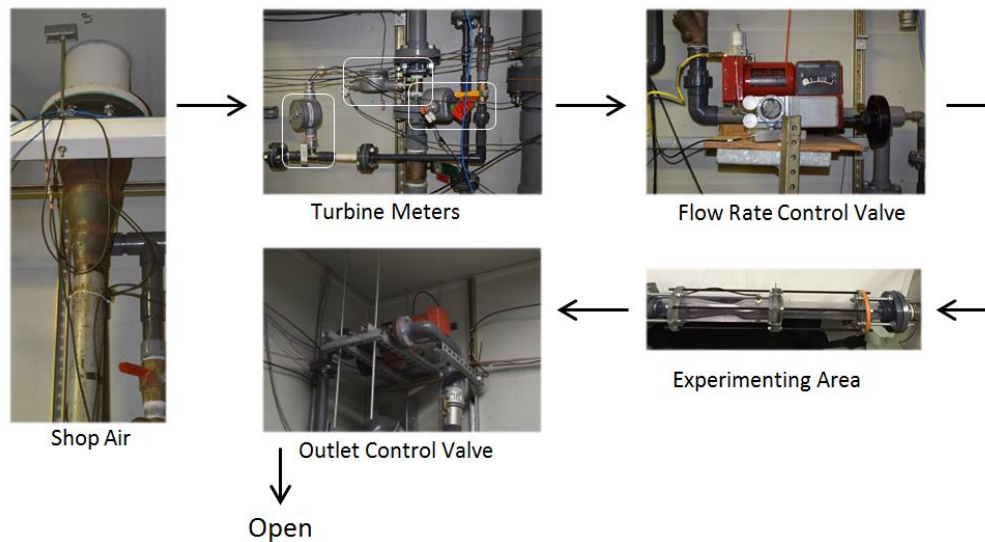 Shop Air
Turbine Meters
Flow Rate Control Valve
Experimenting Area
Outlet Control Valve
Open